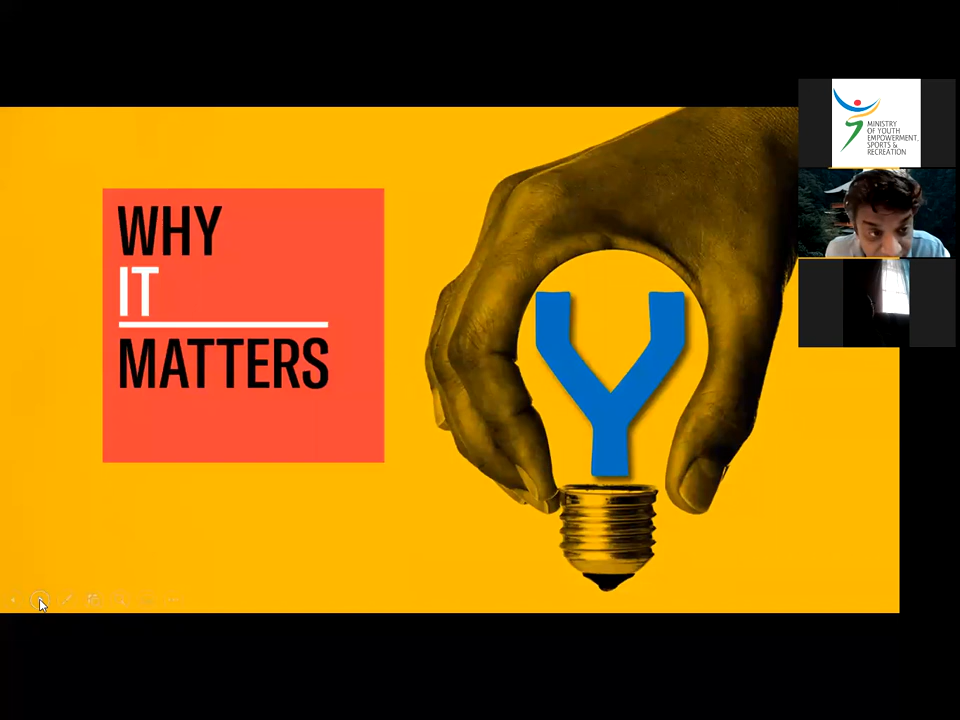 WHY
IT
MATTERS
Y
MINISTRY
OF YOUTH
EMPOWERMENT,
SPORTS &
RECREATION